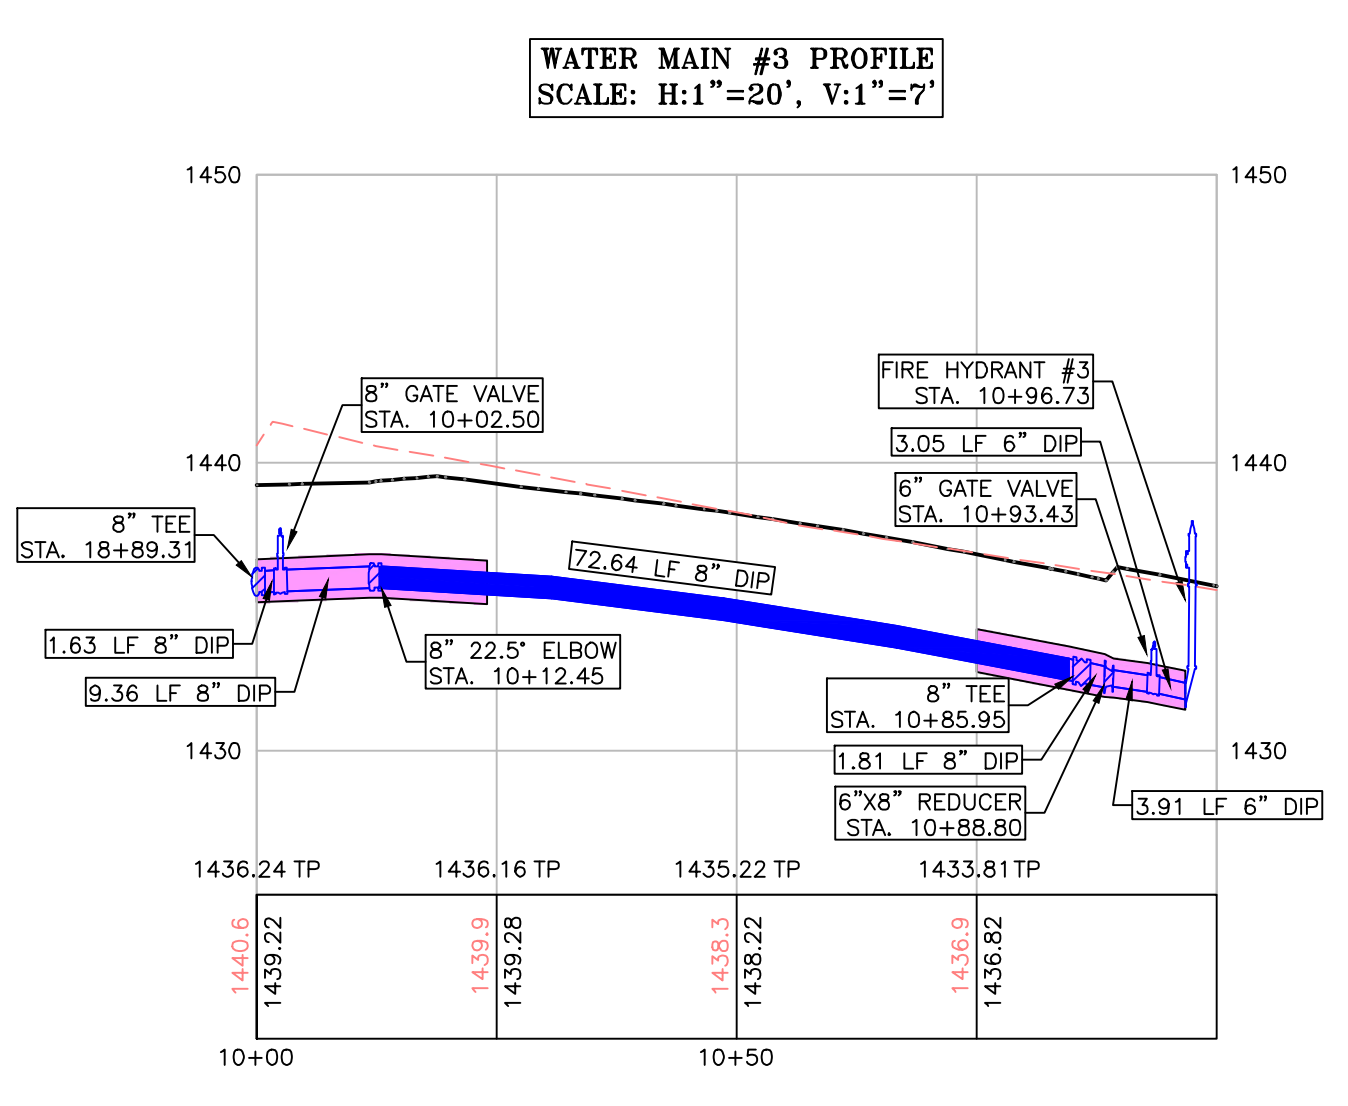 WATER MAIN #3 PROFILE
SCALE: H:1"=20', V:1"=7'
1450
1450
FIRE HYDRANT #3
STA. 10+96.73
8" GATE VALVE
STA. 10+02.50
3.05 LF 6" DIP
1440
1440
6" GATE VALVE
STA. 10+93.43
8" TEE
STA. 18+89.31
72.64 LF 8" DIP
1.63 LF 8" DIP
8" 22.5° ELBOW
STA. 10+12.45
9.36 LF 8" DIP
8" TEE
STA. 10+85.95
1430
1430
1.81 LF 8" DIP
6"X8" REDUCER
STA. 10+88.80
3.91 LF 6" DIP
1436.24 TP
1436.16 TP
1435.22 TP
1433.81 TP
1440.6
1439.22
1439.9
1439.28
1438.3
1438.22
1436.9
1436.82
10+00
10+50